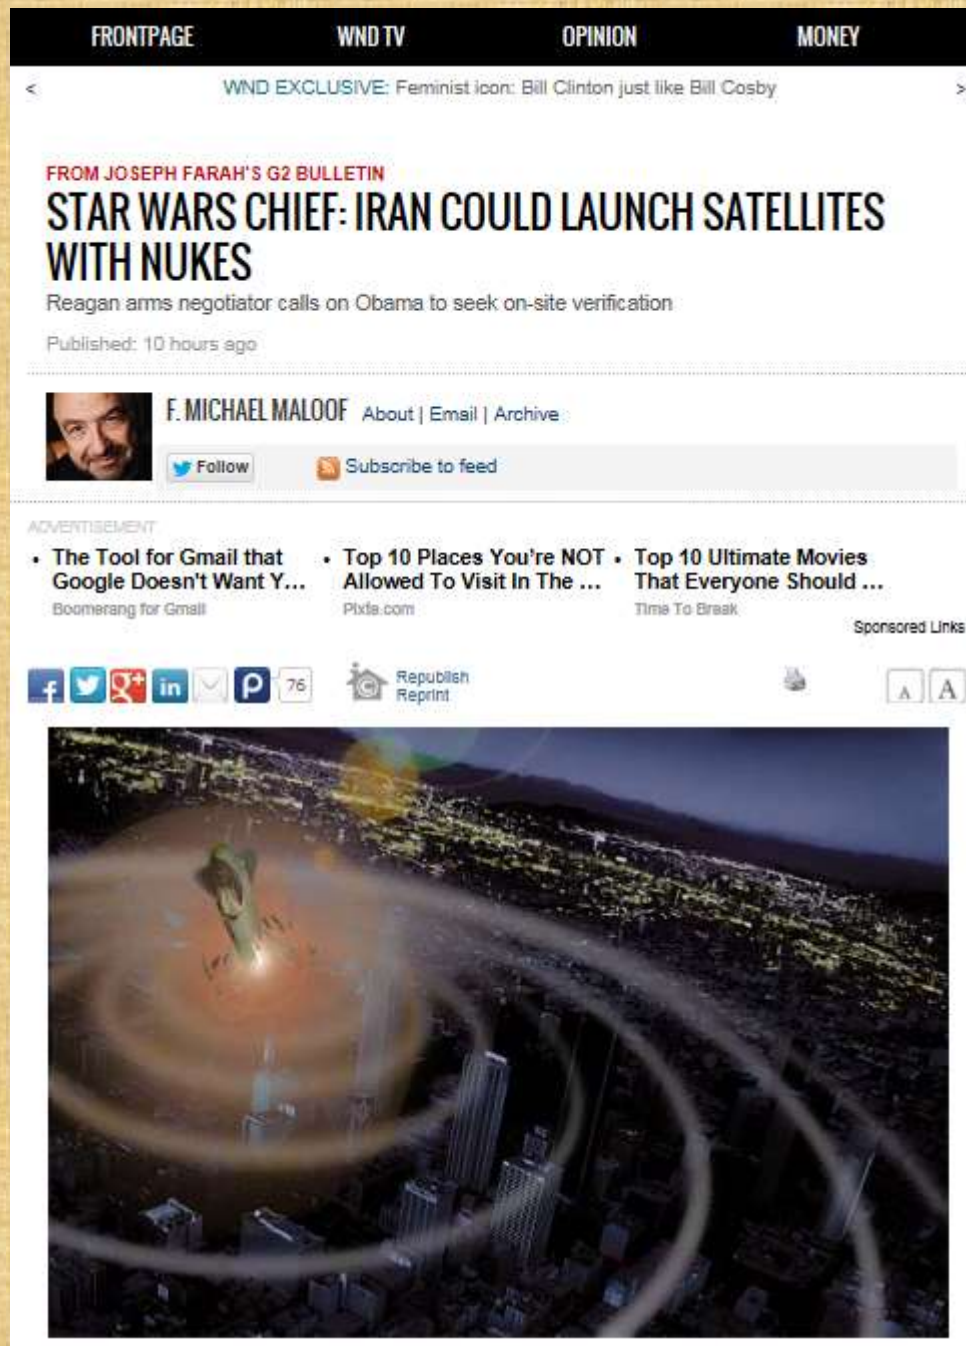 FRONTPAGE WND TV OPINION MONEY
< WND EXCLUSIVE: Feminist icon: Bill Clinton just like Bill Cosby >
FROM JOSEPH FARAH'S G2 BULLETIN
STAR WARS CHIEF: IRAN COULD LAUNCH SATELLITES
WITH NUKES
Reagan arms negotiator calls on Obama to seek on-site verification
Published: 10 hours ago
F. MICHAEL MALOOF About | Email | Archive
Follow Subscribe to feed
ADVERTISEMENT
• The Tool for Gmail that
Google Doesn't Want Y...
Boomerang for Gmail
• Top 10 Places You're NOT
Allowed To Visit In The ...
Pixfe.com
• Top 10 Ultimate Movies
That Everyone Should ...
Time To Break
Sponsored Links
76
Republish
Reprint
A A